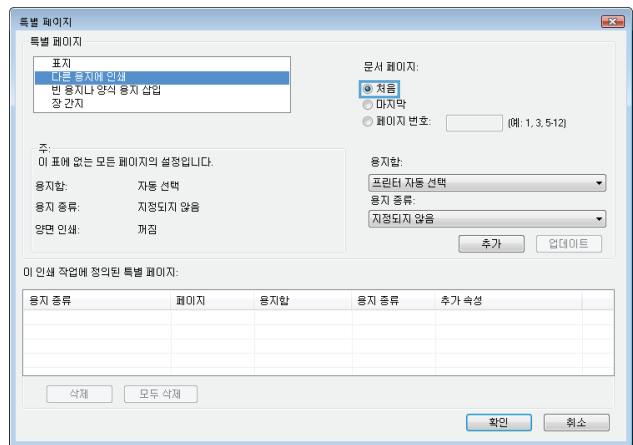 특별 페이지
특별 페이지
표지
다른 용지에 인쇄
빈 용지나 양식 용지 삽입
장 간지
문서 페이지:
처음
마지막
페이지 번호: (예: 1, 3, 5-12)
주:
이 표에 없는 모든 페이지의 설정입니다.
용지함: 자동 선택
용지 종류: 지정되지 않음
양면 인쇄: 꺼짐
용지함:
프린터 자동 선택
용지 종류:
지정되지 않음
추가 업데이트
이 인쇄 작업에 정의된 특별 페이지:
용지 종류 페이지 용지함 용지 종류 추가 속성
삭제 모두 삭제
확인 취소